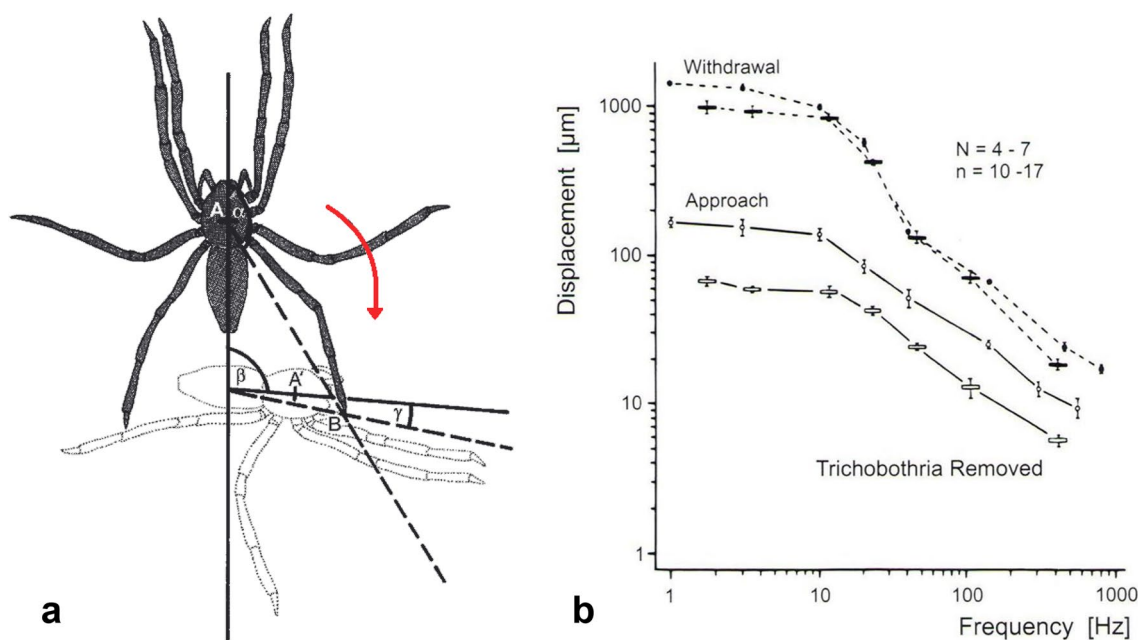 A α
β
A'
B
γ
a
Withdrawal
Approach
N = 4 - 7
n = 10 -17
Trichobothria Removed
Displacement [µm]
1000
100
10
1
1 10 100 1000
Frequency [Hz]
b